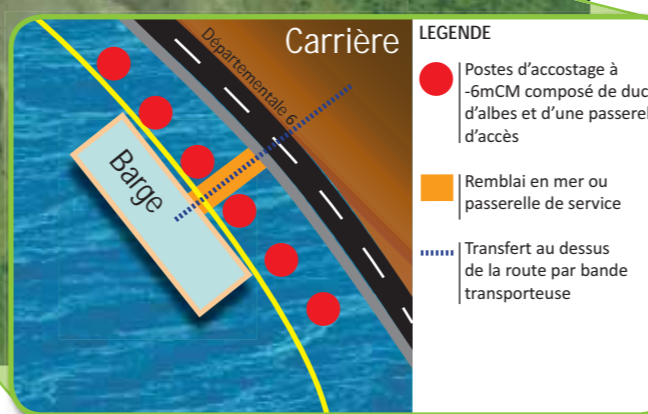 Carrière
Départementale 6
Barge
LEGENDE
Postes d'accostage à
-6mCM composé de duc
d'albes et d'une passerel
d'accès
Remblai en mer ou
passerelle de service
Transfert au dessus
de la route par bande
transporteuse